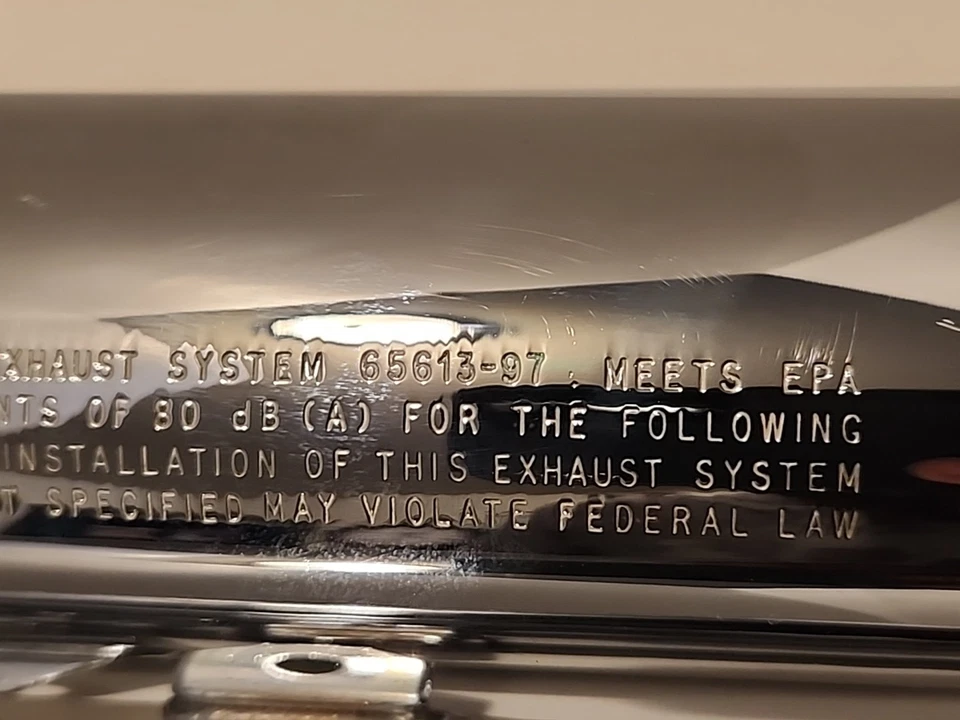 EXHAUST SYSTEM 65613-97 MEETS EPA
NTS OF 80 dB (A) FOR THE FOLLOWING
INSTALLATION OF THIS EXHAUST SYSTEM
T SPECIFIED MAY VIOLATE FEDERAL LAW